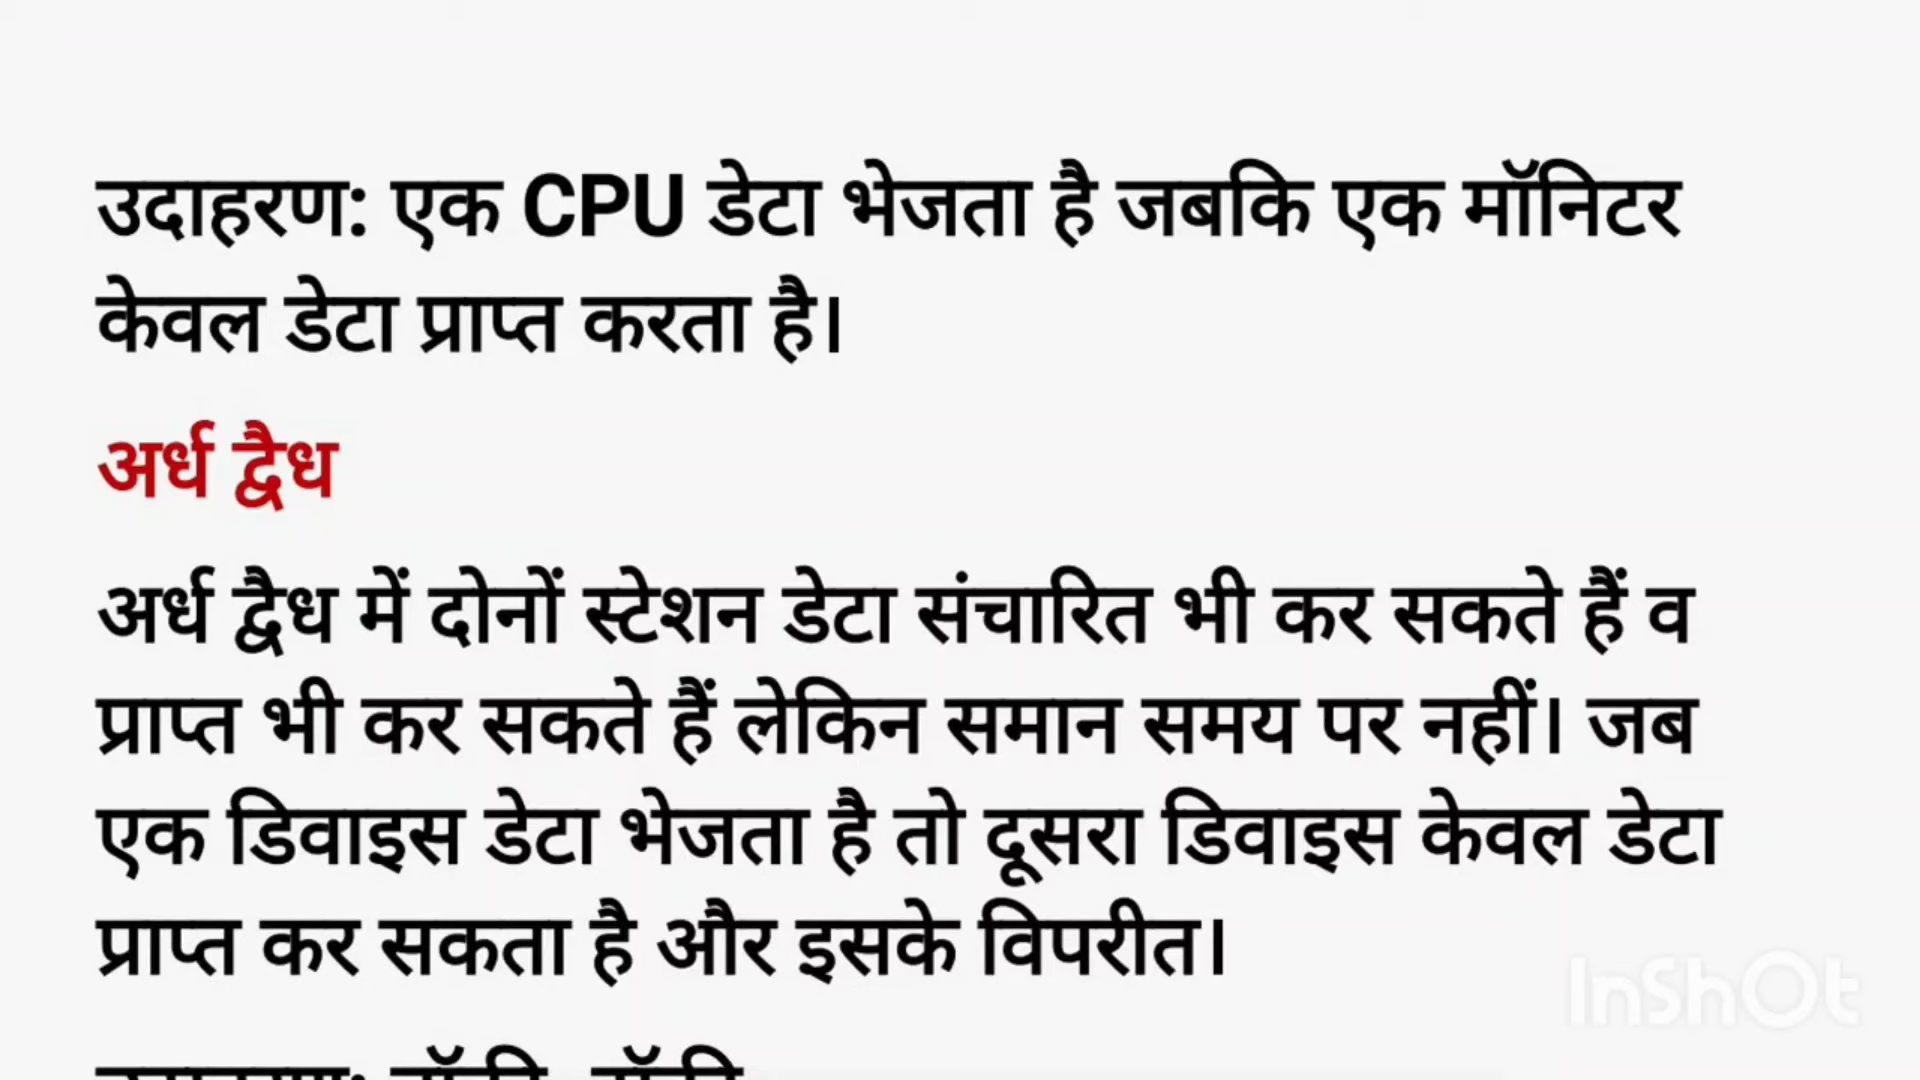 उदाहरण: एक CPU डेटा भेजता है जबकि एक मॉनिटर
केवल डेटा प्राप्त करता है।
अर्ध द्वैध
अर्ध द्वैध में दोनों स्टेशन डेटा संचारित भी कर सकते हैं व
प्राप्त भी कर सकते हैं लेकिन समान समय पर नहीं। जब
एक डिवाइस डेटा भेजता है तो दूसरा डिवाइस केवल डेटा
प्राप्त कर सकता है और इसके विपरीत।
InShOt